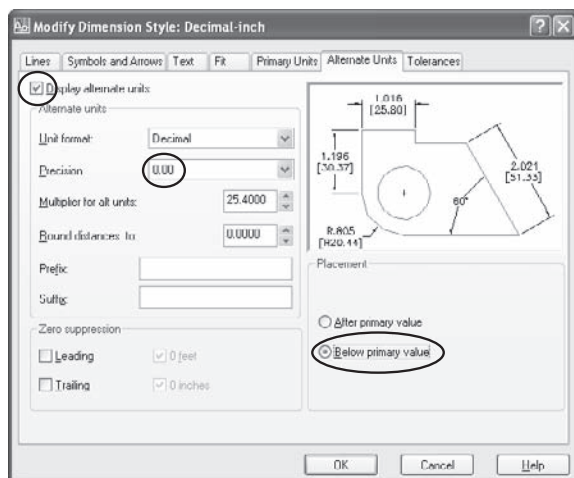 Modify Dimension Style: Decimal-inch
Lines Symbols and Arrows Text Fit Primary Units Alternate Units Tolerances
Display alternate units
Alternate units
Unit format: Decimal
Precision 0.00
Multiplier for alt units: 25.4000
Round distances to: 0.0000
Prefix:
Suffix:
Zero suppression
Leading 0 feet
Trailing 0 inches
1.016
[25.80]
1.196
[30.37]
2.021
[51.33]
60°
R.805
[R20.44]
Placement
After primary value
Below primary value
OK Cancel Help